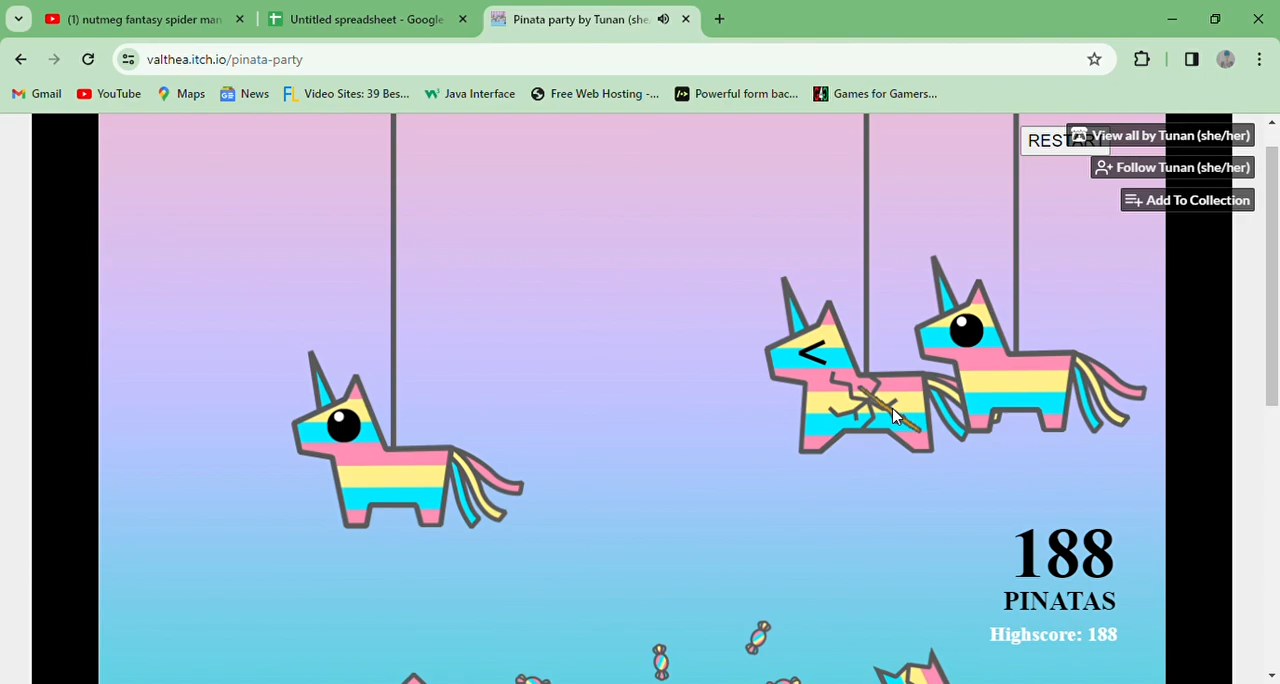 (1) nutmeg fantasy spider man
Untitled spreadsheet - Google
Pinata party by Tunan (she
valthea.itch.io/pinata-party
Gmail
YouTube
Maps
News
Video Sites: 39 Bes...
Java Interface
Free Web Hosting -...
Powerful form bac...
Games for Gamers...
RESTART
View all by Tunan (she/her)
Follow Tunan (she/her)
Add To Collection
188
PINATAS
Highscore: 188